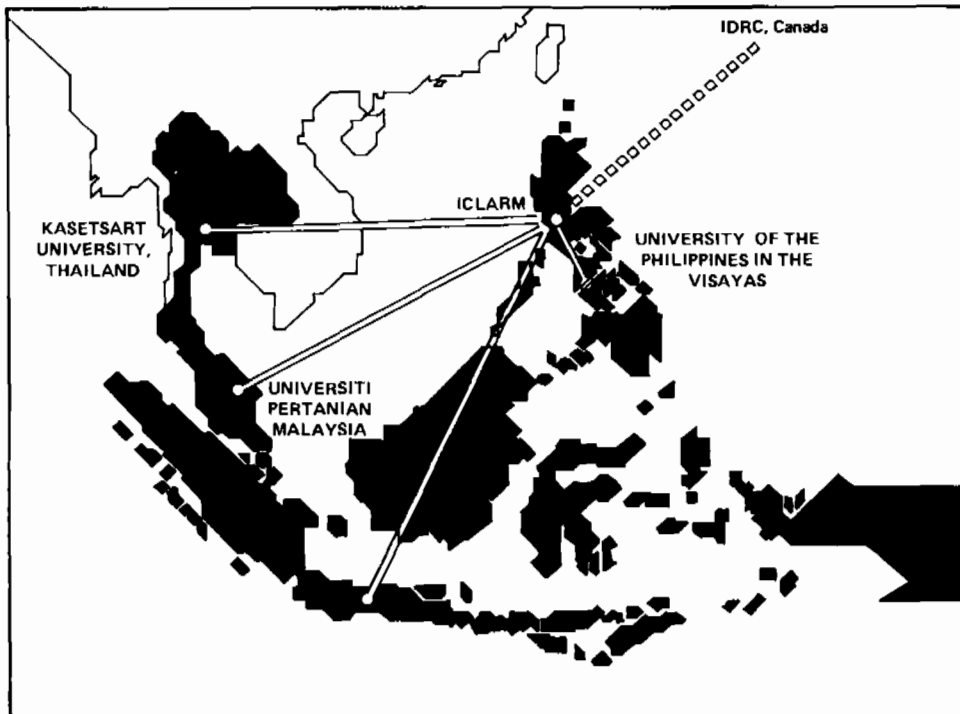 IDRC, Canada
ICLARM
KASETSART
UNIVERSITY,
THAILAND
UNIVERSITY OF THE
PHILIPPINES IN THE
VISAYAS
UNIVERSITI
PERTANIAN
MALAYSIA